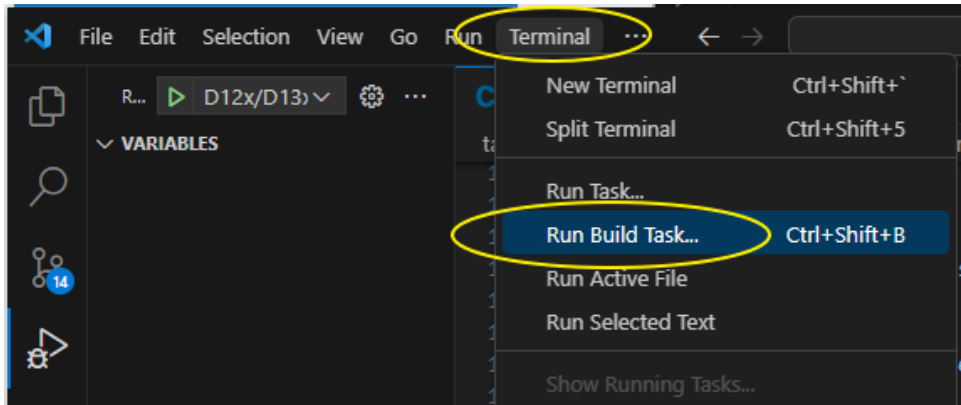 File Edit Selection View Go Run Terminal ...
R... D12x/D13x
New Terminal Ctrl+Shift+`
VARIABLES
Split Terminal Ctrl+Shift+5
Run Task...
Run Build Task... Ctrl+Shift+B
14
Run Active File
Run Selected Text
Show Running Tasks...